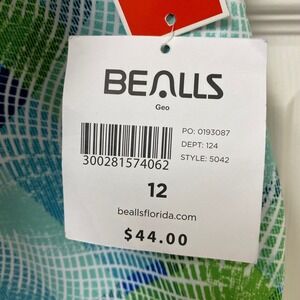 BEALLS
Geo
PO: 0193087
DEPT: 124
STYLE: 5042
300281574062
12
beallsflorida.com
$44.00